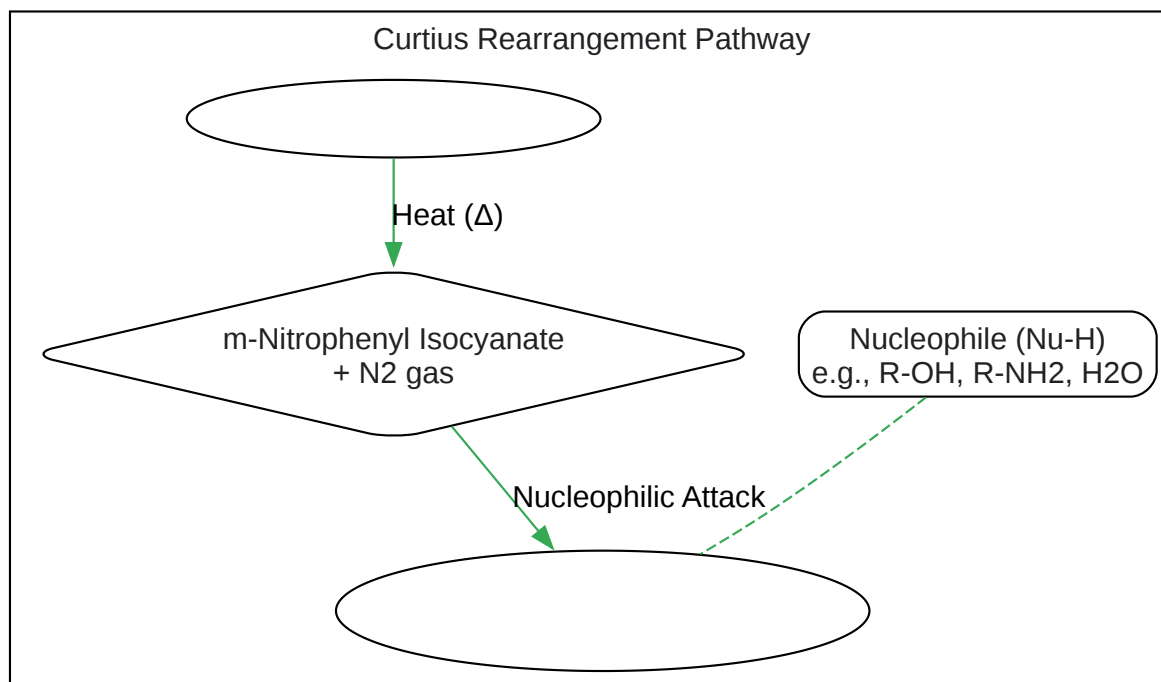 Curtius Rearrangement Pathway
Heat (Δ)
m-Nitrophenyl Isocyanate
+ N2 gas
Nucleophile (Nu-H)
e.g., R-OH, R-NH2, H2O
Nucleophilic Attack